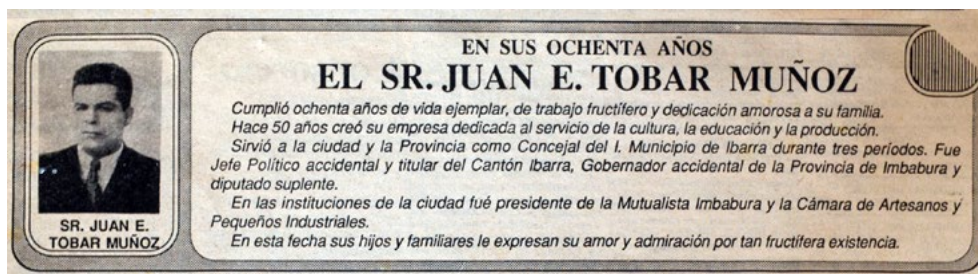 EN SUS OCHENTA AÑOS
EL SR. JUAN E. TOBAR MUÑOZ
Cumplió ochenta años de vida ejemplar, de trabajo fructífero y dedicación amorosa a su familia.
Hace 50 años creó su empresa dedicada al servicio de la cultura, la educación y la producción.
Sirvió a la ciudad y la Provincia como Concejal del I. Municipio de Ibarra durante tres períodos. Fue
Jefe Político accidental y titular del Cantón Ibarra, Gobernador accidental de la Provincia de Imbabura y
diputado suplente.
En las instituciones de la ciudad fué presidente de la Mutualista Imbabura y la Cámara de Artesanos y
Pequeños Industriales.
En esta fecha sus hijos y familiares le expresan su amor y admiración por tan fructífera existencia.
SR. JUAN E.
TOBAR MUÑOZ